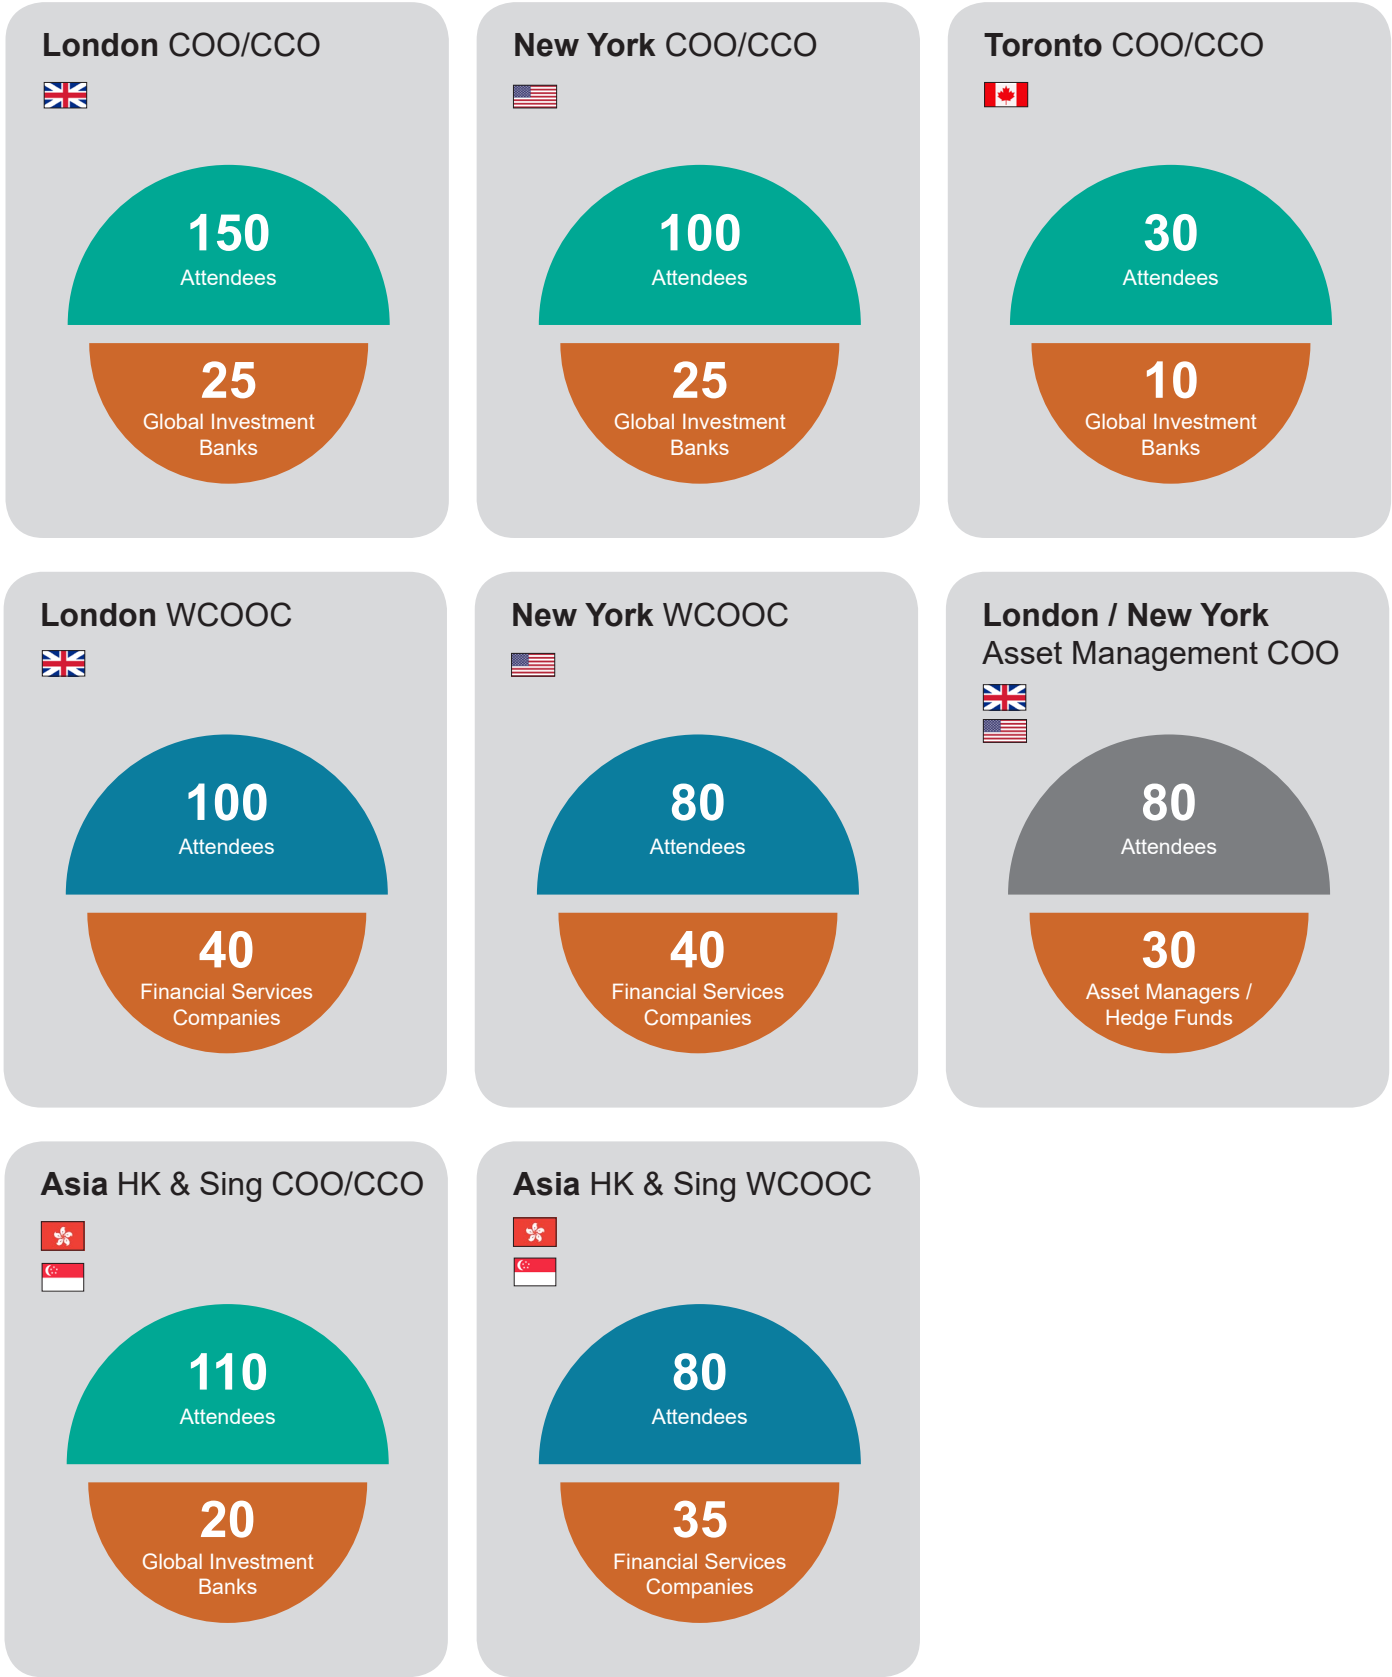 London COO/CCO
150
Attendees
25
Global Investment
Banks
New York COO/CCO
100
Attendees
25
Global Investment
Banks
Toronto COO/CCO
30
Attendees
10
Global Investment
Banks
London WCOOC
100
Attendees
40
Financial Services
Companies
New York WCOOC
80
Attendees
40
Financial Services
Companies
London / New York
Asset Management COO
80
Attendees
30
Asset Managers /
Hedge Funds
Asia HK & Sing COO/CCO
110
Attendees
20
Global Investment
Banks
Asia HK & Sing WCOOC
80
Attendees
35
Financial Services
Companies